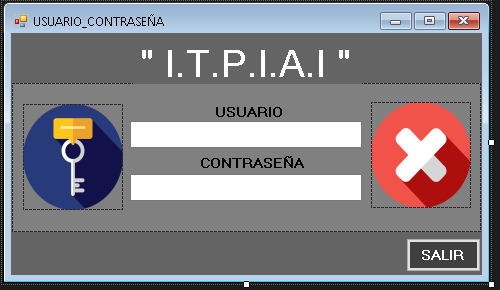 USUARIO_CONTRASEÑA
" I.T.P.I.A.I "
USUARIO
CONTRASEÑA
SALIR